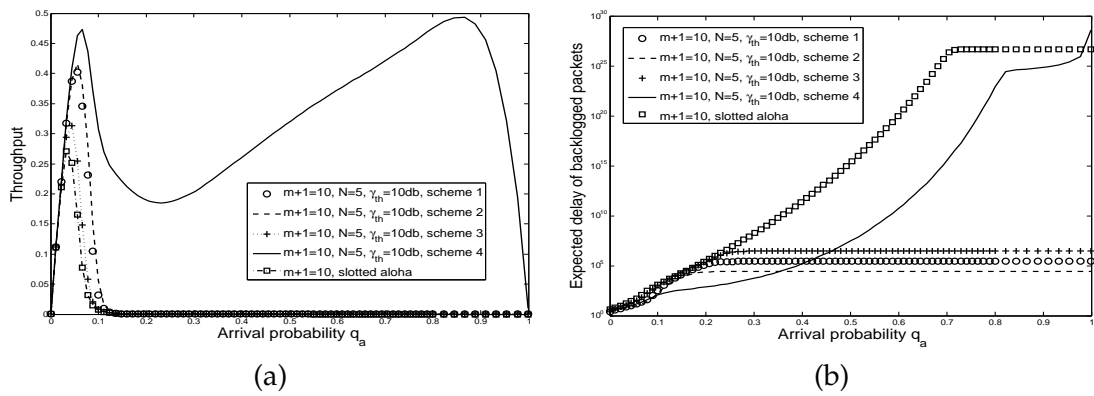 0.5
0.45
0.4
0.35
0.3
0.25
0.2
0.15
0.1
0.05
0
0 0.1 0.2 0.3 0.4 0.5 0.6 0.7 0.8 0.9 1
Throughput
Arrival probability q_a
m+1=10, N=5, γ_th=10db, scheme 1
m+1=10, N=5, γ_th=10db, scheme 2
m+1=10, N=5, γ_th=10db, scheme 3
m+1=10, N=5, γ_th=10db, scheme 4
m+1=10, slotted aloha
(a)
10^30
10^25
10^20
10^15
10^10
10^5
10^0
0 0.1 0.2 0.3 0.4 0.5 0.6 0.7 0.8 0.9 1
Expected delay of backlogged packets
Arrival probability q_a
m+1=10, N=5, γ_th=10db, scheme 1
m+1=10, N=5, γ_th=10db, scheme 2
m+1=10, N=5, γ_th=10db, scheme 3
m+1=10, N=5, γ_th=10db, scheme 4
m+1=10, slotted aloha
(b)